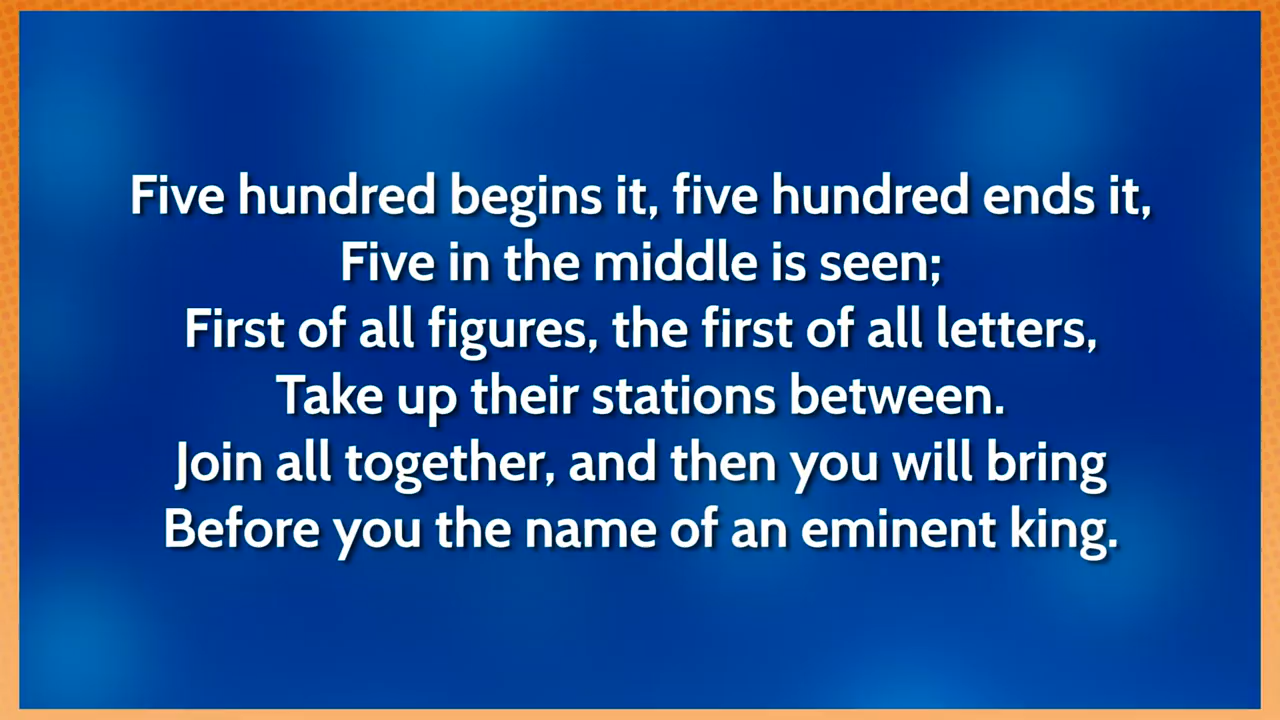 Five hundred begins it, five hundred ends it,
Five in the middle is seen;
First of all figures, the first of all letters,
Take up their stations between.
Join all together, and then you will bring
Before you the name of an eminent king.